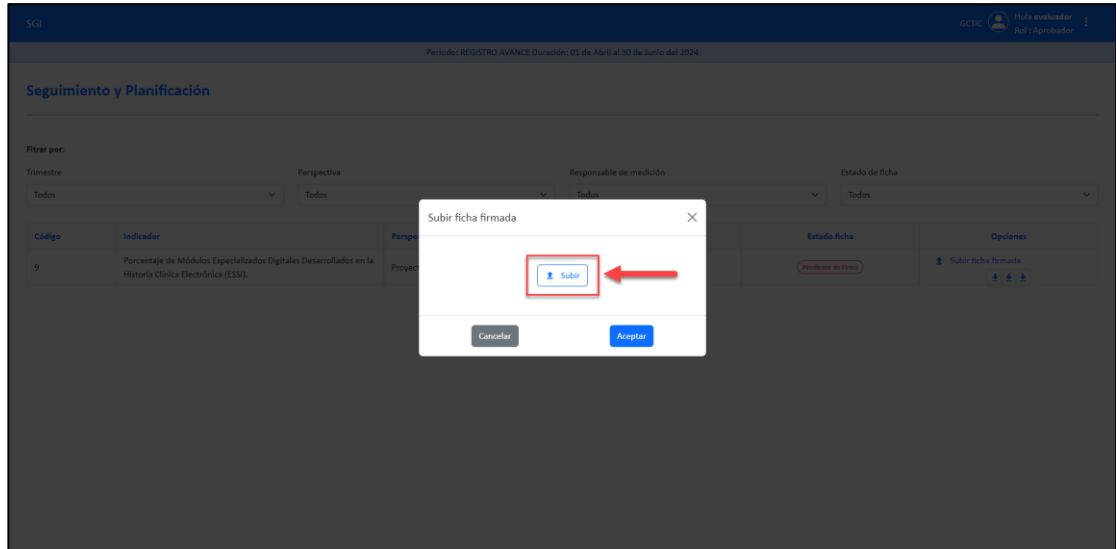 SGI
GCTIC
Hola evaluador
Rol : Aprobador
Periodo: REGISTRO AVANCE Duración: 01 de Abril al 30 de Junio del 2024
Seguimiento y Planificación
Fitrar por:
Trimestre
Perspectiva
Responsable de medición
Estado de ficha
Todos
Todos
Todos
Todos
Subir ficha firmada
Código
Indicador
Perspe
Estado ficha
Opciones
9
Porcentaje de Módulos Especializados Digitales Desarrollados en la
Historia Clínica Electrónica (ESSI).
Proyect
Pendiente de firma
Subir ficha firmada
Subir
Cancelar
Aceptar